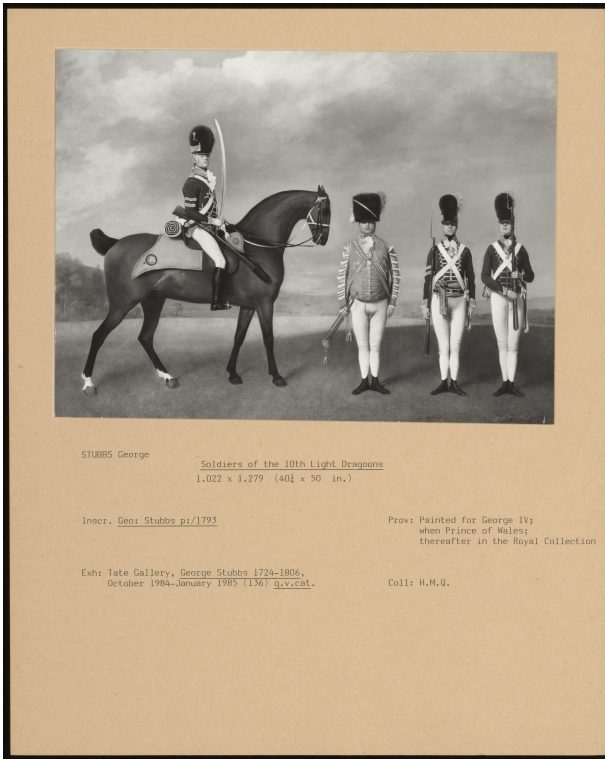 STUBBS George
Soldiers of the 10th Light Dragoons
1.022 x 1.279 (40¼ x 50 in.)
Inscr. Geo: Stubbs p:/1793
Prov: Painted for George IV;
when Prince of Wales;
thereafter in the Royal Collection
Exh: Tate Gallery, George Stubbs 1724-1806,
October 1984-January 1985 (136) q.v.cat.
Coll: H.M.Q.